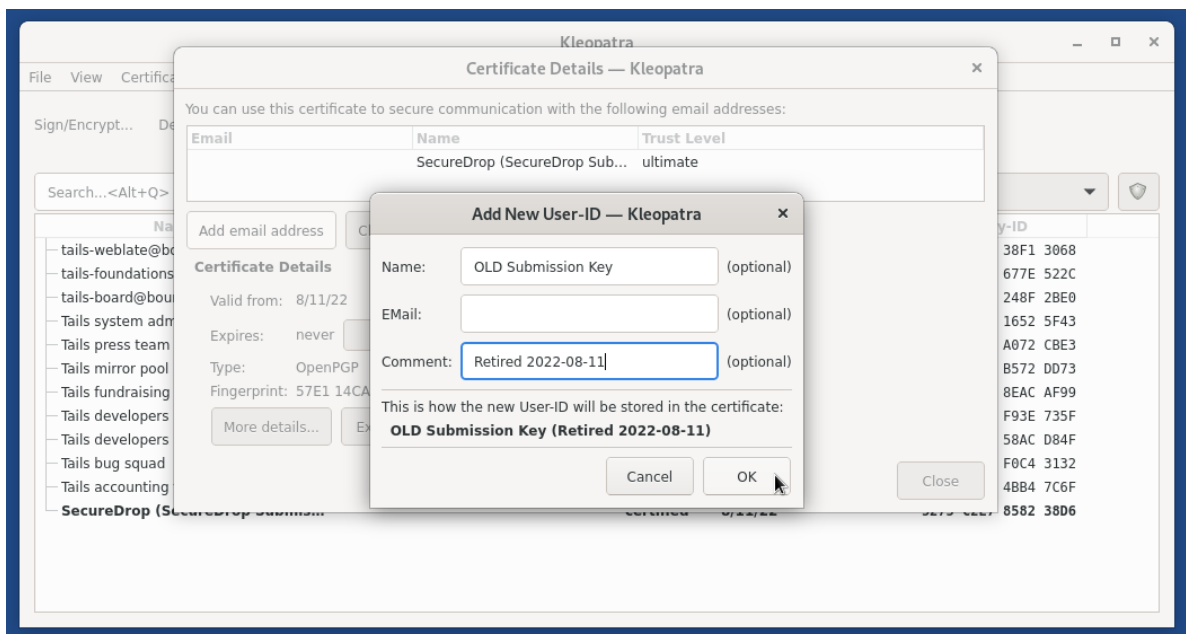 Kleopatra
Certificate Details — Kleopatra
File View
You can use this certificate to secure communication with the following email addresses:
Sign/Encrypt...
Email Name Trust Level
SecureDrop (SecureDrop Sub... ultimate
Search...<Alt+Q>
Add New User-ID — Kleopatra
Add email address
Name: OLD Submission Key (optional)
EMail: (optional)
Comment: Retired 2022-08-11 (optional)
This is how the new User-ID will be stored in the certificate:
OLD Submission Key (Retired 2022-08-11)
Cancel OK
Certificate Details
Valid from: 8/11/22
Expires: never
Type: OpenPGP
Fingerprint: 57E1 14CA
More details...
Close
tails-weblate@bo 38F1 3068
tails-foundations 677E 522C
tails-board@bou 248F 2BE0
Tails system adm 1652 5F43
Tails press team A072 CBE3
Tails mirror pool B572 DD73
Tails fundraising 8EAC AF99
Tails developers F93E 735F
Tails developers 58AC D84F
Tails bug squad F0C4 3132
Tails accounting 4BB4 7C6F
SecureDrop (SecureDrop Submis... certified 8/11/22 8582 38D6